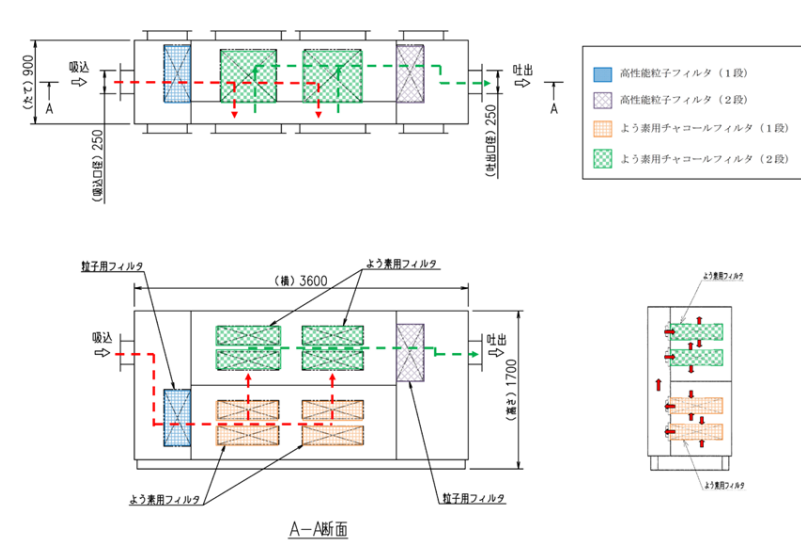 吸込
(たて) 900
A
(吸込口径) 250
吐出
A
(吐出口径) 250
高性能粒子フィルタ（１段）
高性能粒子フィルタ（２段）
よう素用チャコールフィルタ（１段）
よう素用チャコールフィルタ（２段）
粒子用フィルタ
よう素用フィルタ
(横) 3600
吸込
吐出
(高さ) 1700
よう素用フィルタ
粒子用フィルタ
A－A断面
よう素用フィルタ
よう素用フィルタ